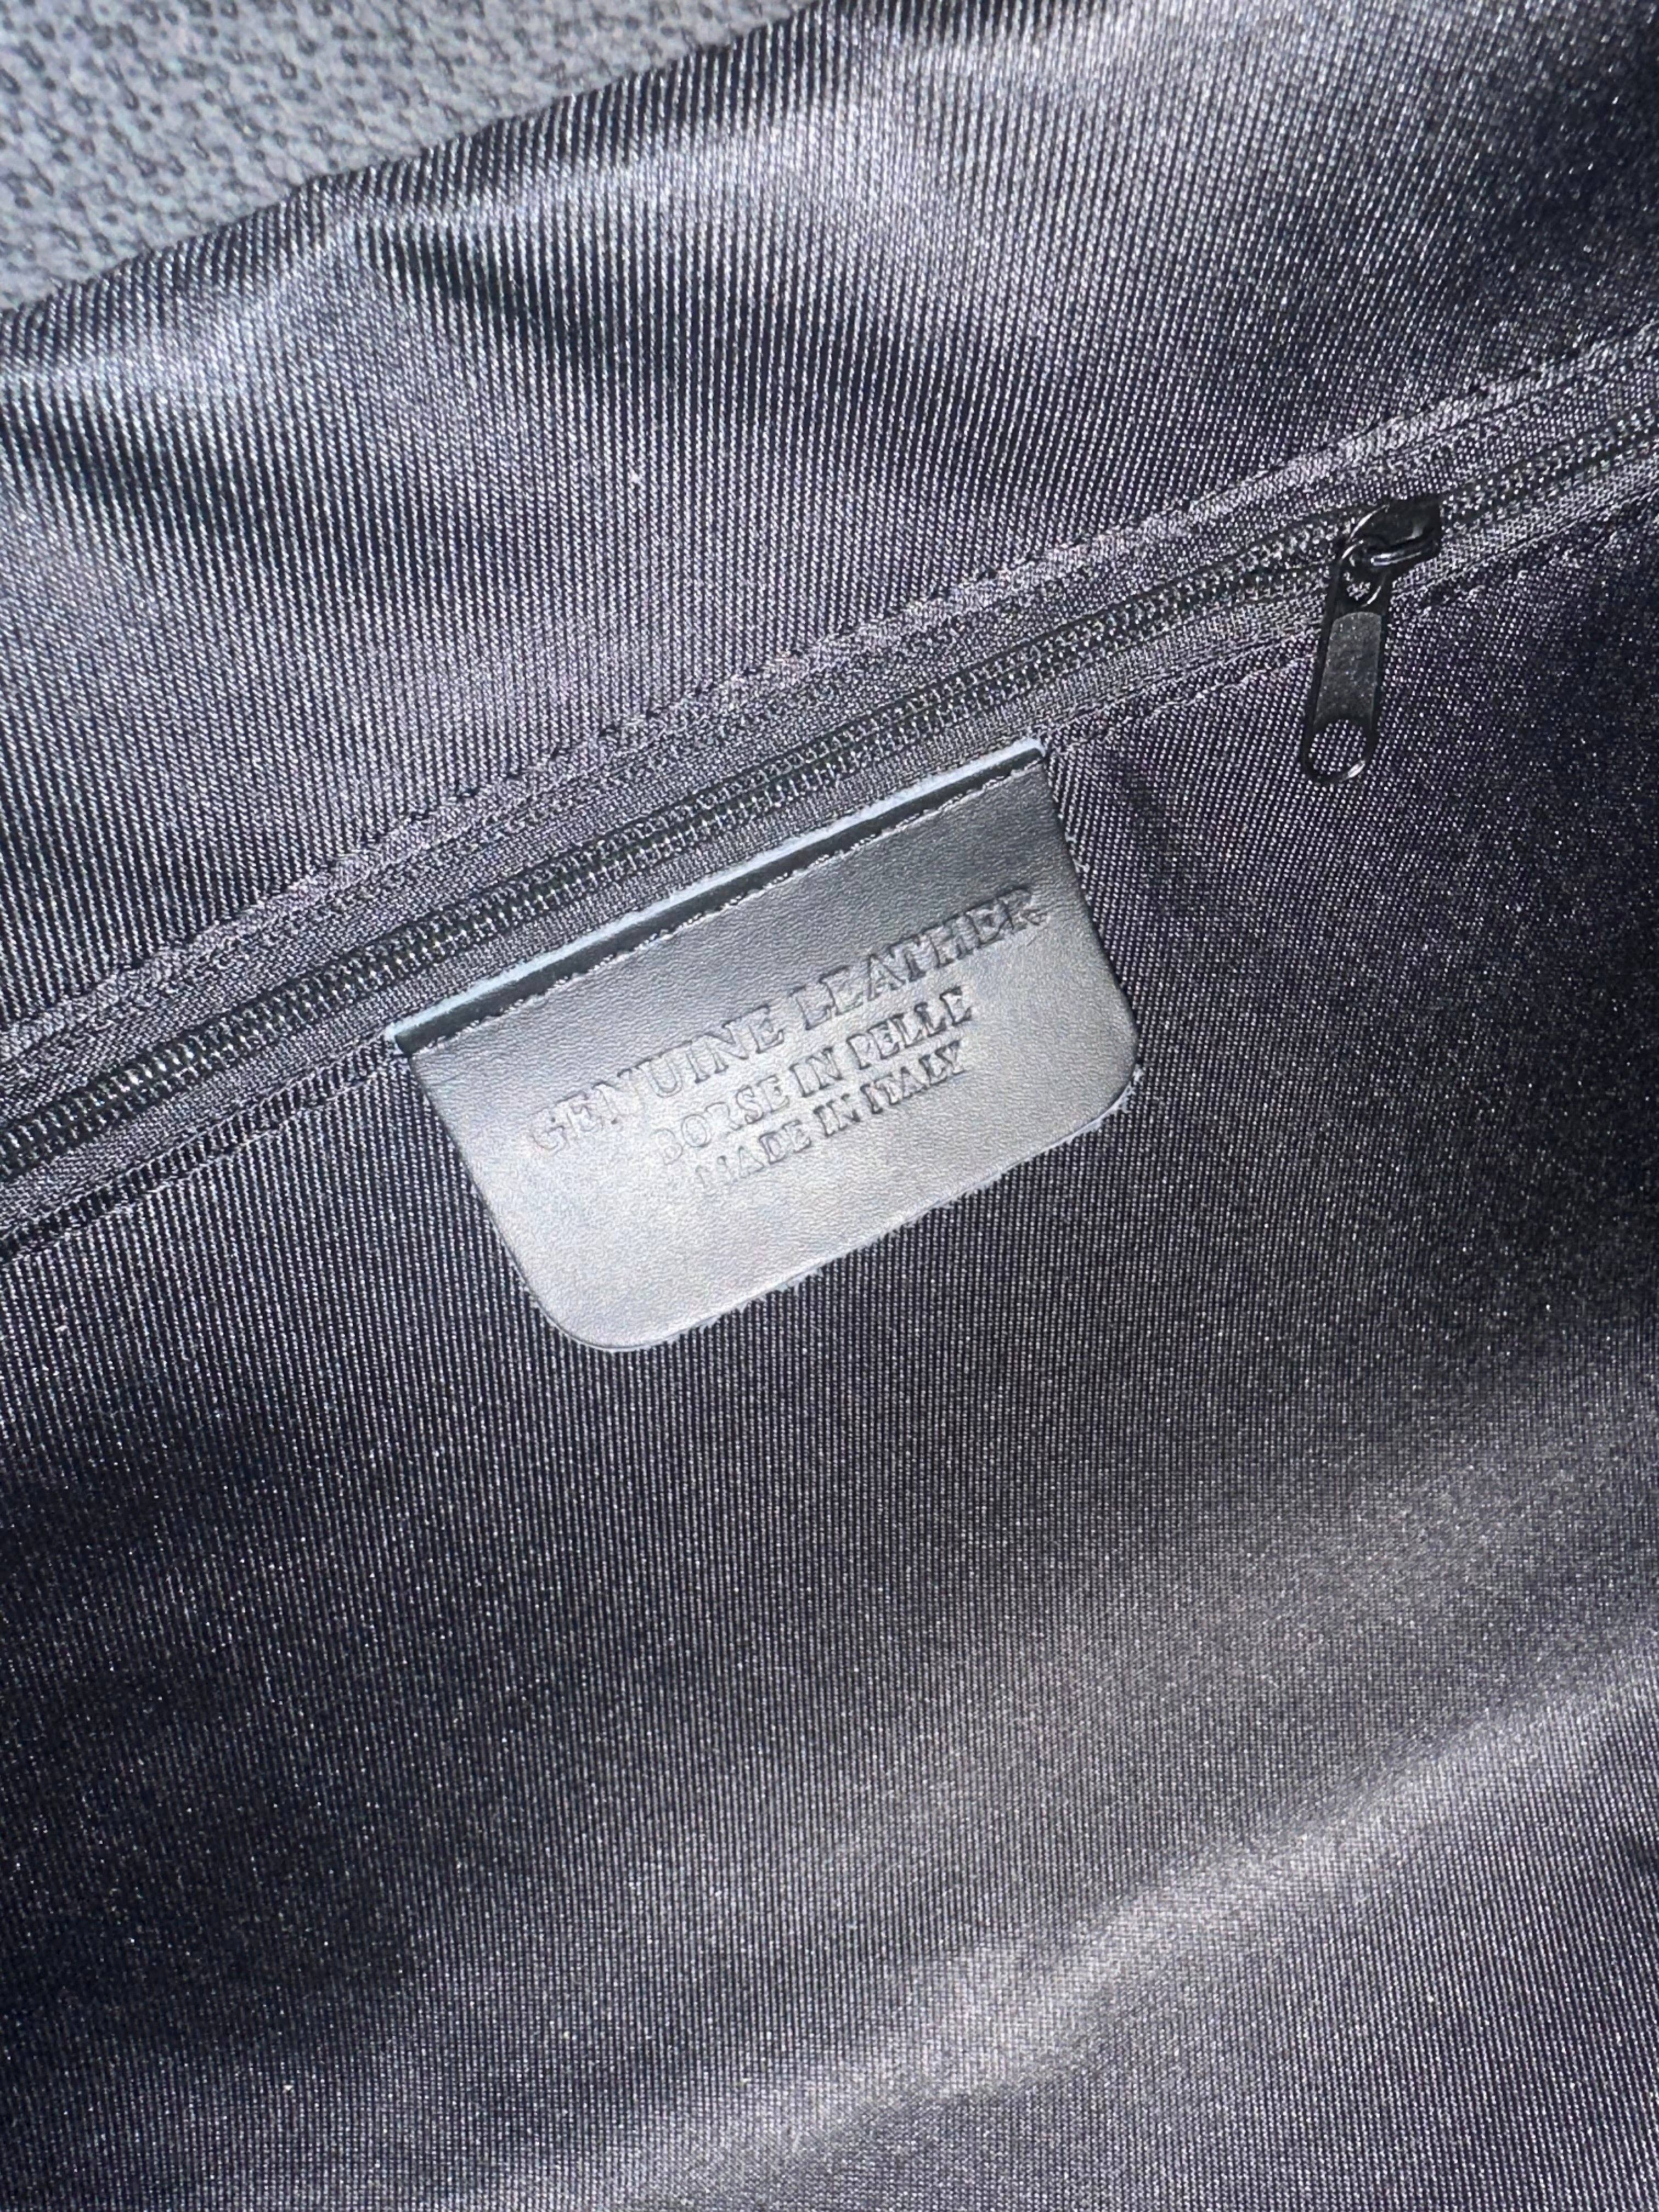 GENUINE LEATHER
BORSE IN PELLE
MADE IN ITALY